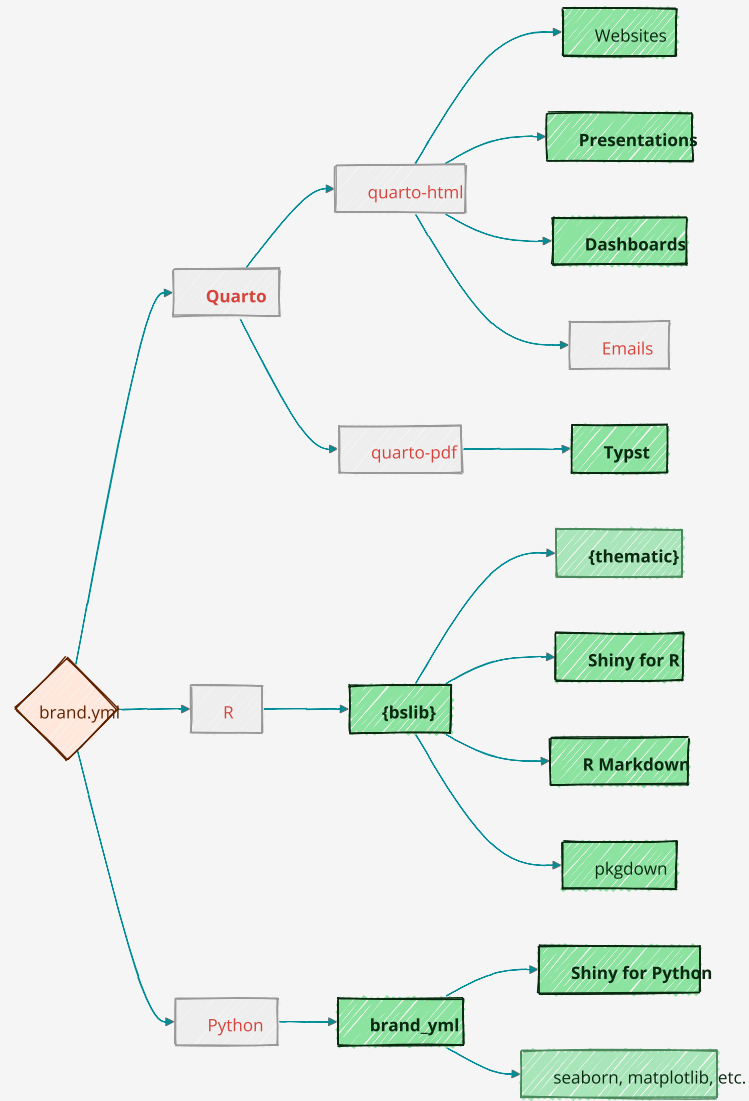 Websites
Presentations
quarto-html
Dashboards
Quarto
Emails
quarto-pdf
Typst
{thematic}
Shiny for R
brand.yml
R
{bslib}
R Markdown
pkgdown
Shiny for Python
Python
brand_yml
seaborn, matplotlib, etc.